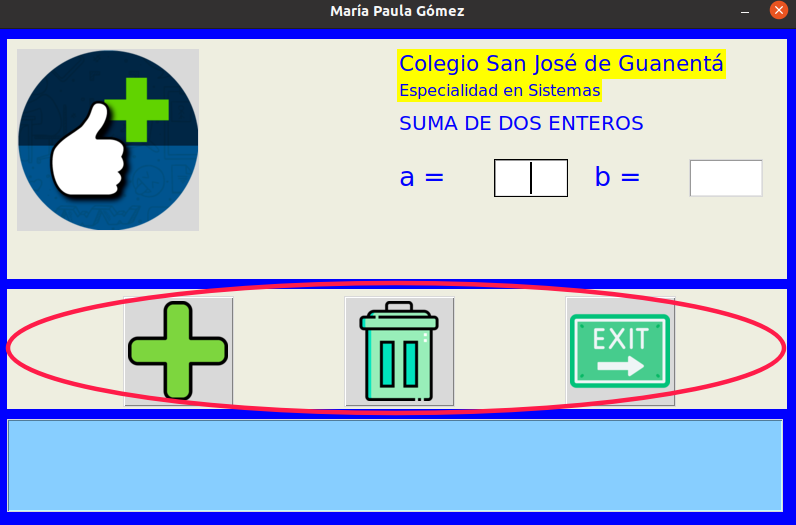 María Paula Gómez
Colegio San José de Guanentá
Especialidad en Sistemas
SUMA DE DOS ENTEROS
a = b =
EXIT